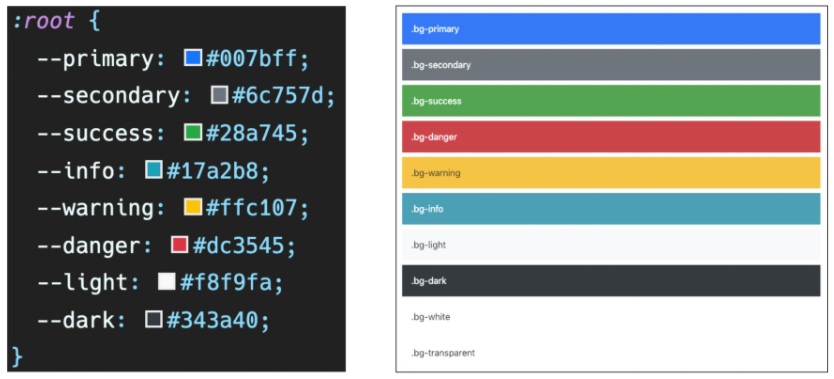 :root {
--primary: #007bff;
--secondary: #6c757d;
--success: #28a745;
--info: #17a2b8;
--warning: #ffc107;
--danger: #dc3545;
--light: #f8f9fa;
--dark: #343a40;
}
.bg-primary
.bg-secondary
.bg-success
.bg-danger
.bg-warning
.bg-info
.bg-light
.bg-dark
.bg-white
.bg-transparent